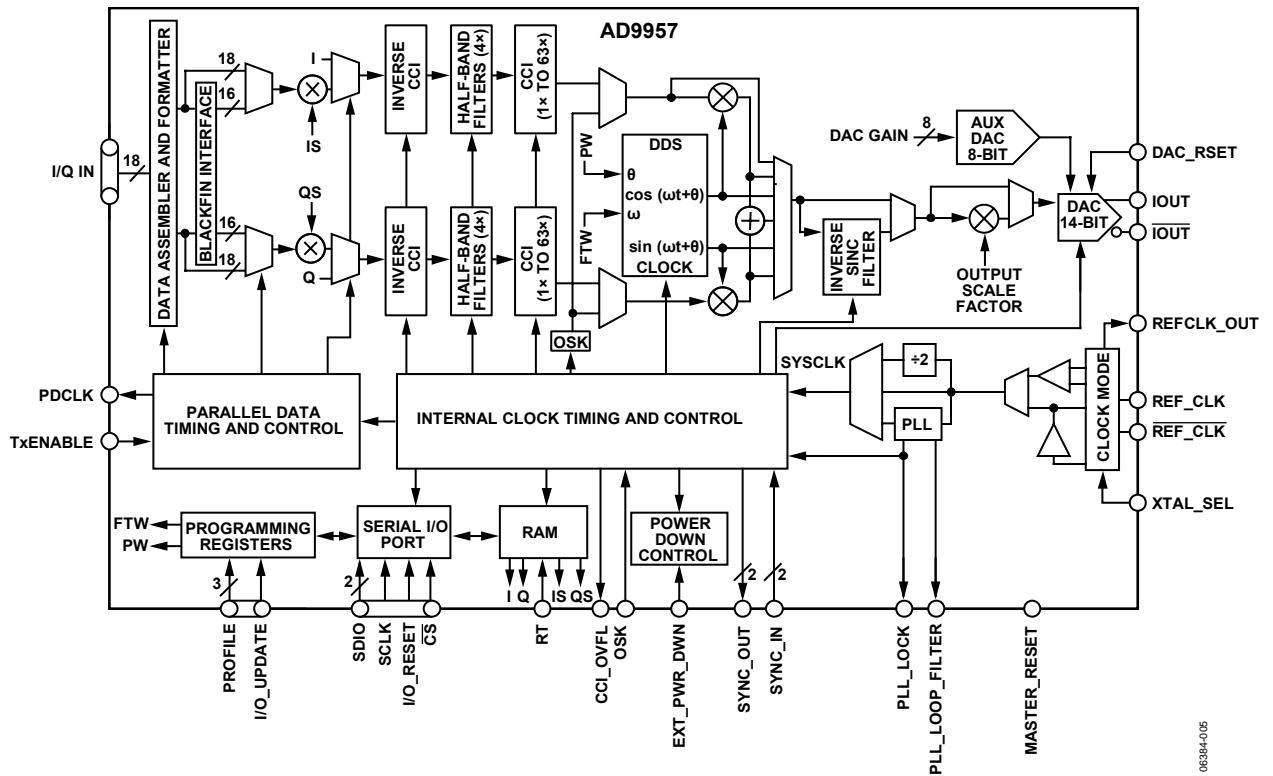 AD9957
I/Q IN
18
DATA ASSEMBLER AND FORMATTER
18
BLACKFIN INTERFACE
16
IS
I
INVERSE
CCI
HALF-BAND
FILTERS (4×)
CCI
(1× TO 63×)
16
18
QS
Q
INVERSE
CCI
HALF-BAND
FILTERS (4×)
CCI
(1× TO 63×)
OSK
PW
FTW
DDS
θ
cos (ωt+θ)
ω
sin (ωt+θ)
CLOCK
INVERSE
SINC
FILTER
OUTPUT
SCALE
FACTOR
DAC GAIN
8
AUX
DAC
8-BIT
DAC
14-BIT
DAC_RSET
IOUT
IOUT
REFCLK_OUT
REF_CLK
REF_CLK
XTAL_SEL
CLOCK MODE
SYSCLK
÷2
PLL
PDCLK
TxENABLE
PARALLEL DATA
TIMING AND CONTROL
INTERNAL CLOCK TIMING AND CONTROL
FTW
PW
PROGRAMMING
REGISTERS
SERIAL I/O
PORT
RAM
POWER
DOWN
CONTROL
3
2
I
Q
IS
QS
2
2
PROFILE
I/O_UPDATE
SDIO
SCLK
I/O_RESET
CS
RT
CCI_OVFL
OSK
EXT_PWR_DWN
SYNC_OUT
SYNC_IN
PLL_LOCK
PLL_LOOP_FILTER
MASTER_RESET
06384-005